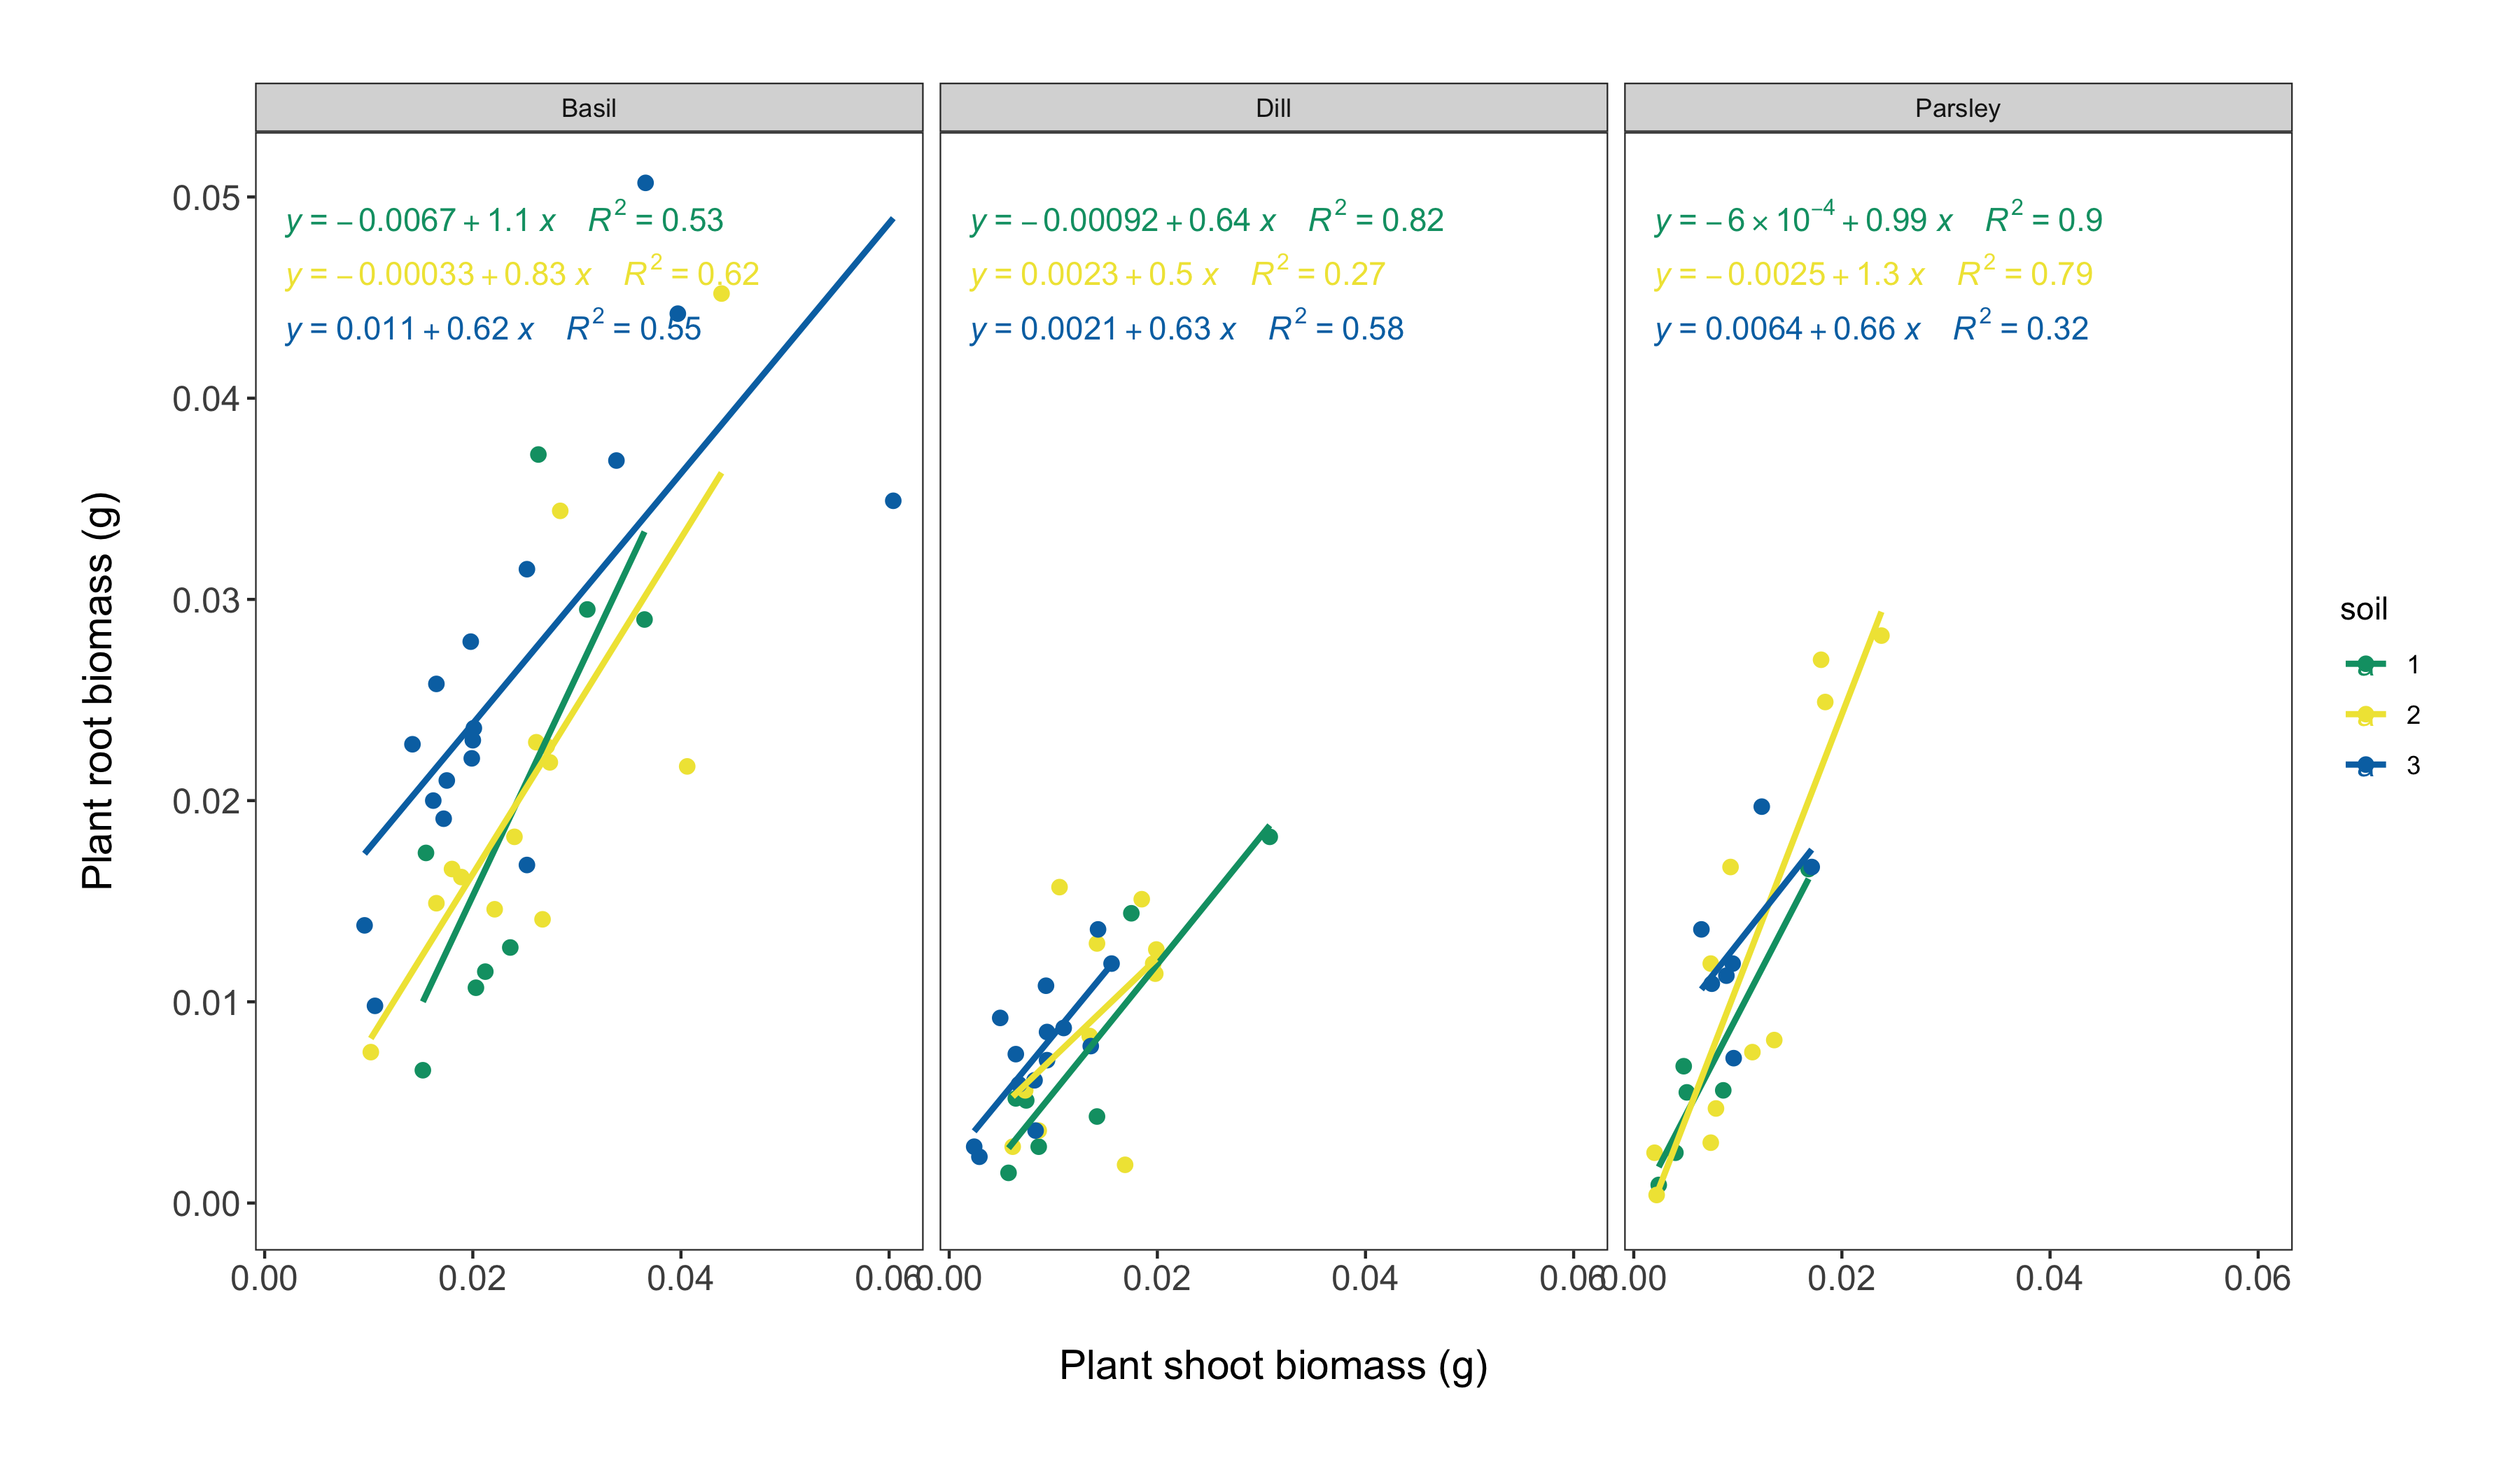 Basil
Dill
Parsley
y = − 0.0067 + 1.1 x R² = 0.53
y = − 0.00033 + 0.83 x R² = 0.62
y = 0.011 + 0.62 x R² = 0.55
y = − 0.00092 + 0.64 x R² = 0.82
y = 0.0023 + 0.5 x R² = 0.27
y = 0.0021 + 0.63 x R² = 0.58
y = − 6 × 10⁻⁴ + 0.99 x R² = 0.9
y = − 0.0025 + 1.3 x R² = 0.79
y = 0.0064 + 0.66 x R² = 0.32
0.05
0.04
0.03
0.02
0.01
0.00
Plant root biomass (g)
0.00 0.02 0.04 0.06
0.00 0.02 0.04 0.06
0.00 0.02 0.04 0.06
Plant shoot biomass (g)
soil
a 1
a 2
a 3